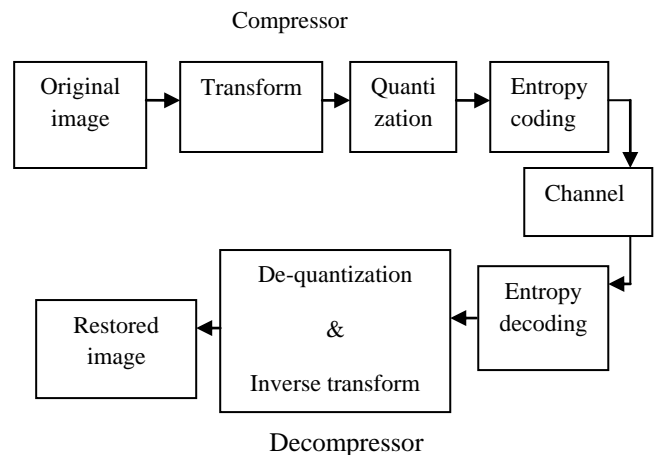 Compressor
Original
image
Transform
Quanti
zation
Entropy
coding
Channel
Entropy
decoding
De-quantization
&
Inverse transform
Restored
image
Decompressor